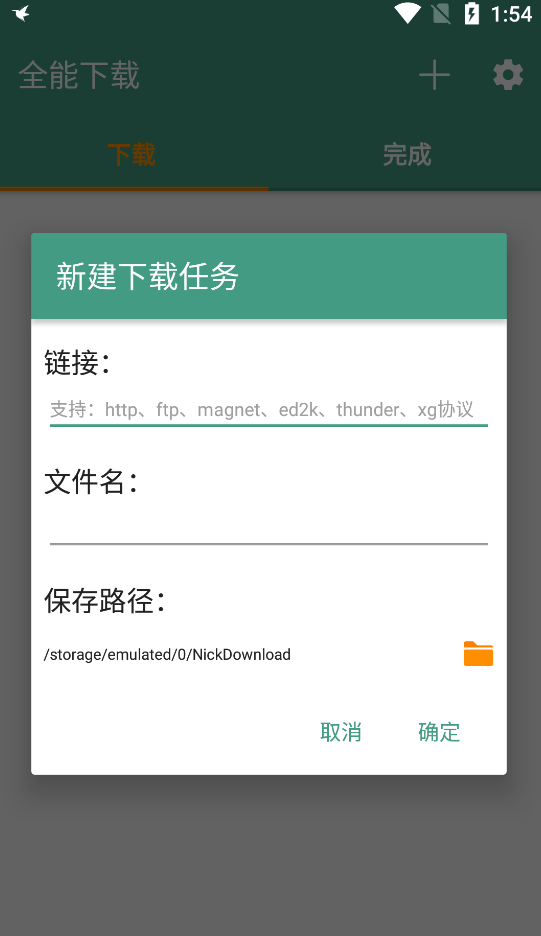 1:54
全能下载
下载
完成
新建下载任务
链接：
支持：http、ftp、magnet、ed2k、thunder、xg协议
文件名：
保存路径：
/storage/emulated/0/NickDownload
取消
确定